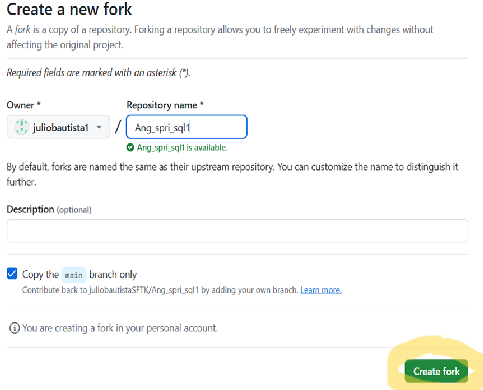 Create a new fork
A fork is a copy of a repository. Forking a repository allows you to freely experiment with changes without
affecting the original project.
Required fields are marked with an asterisk (*).
Owner *
Repository name *
juliobautista1 / Ang_spri_sql1
Ang_spri_sql1 is available.
By default, forks are named the same as their upstream repository. You can customize the name to distinguish it
further.
Description (optional)
Copy the main branch only
Contribute back to juliobautistaSFTK/Ang_spri_sql1 by adding your own branch. Learn more.
You are creating a fork in your personal account.
Create fork